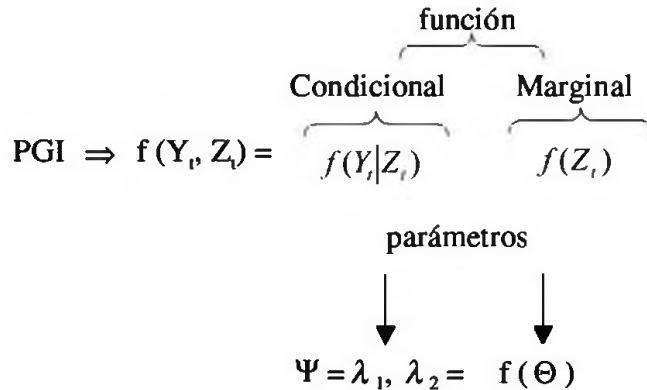 función
Condicional Marginal
PGI ⇒ f (Yₜ, Zₜ) = f(Yₜ|Zₜ) f(Zₜ)
parámetros
Ψ = λ₁, λ₂ = f (Θ)